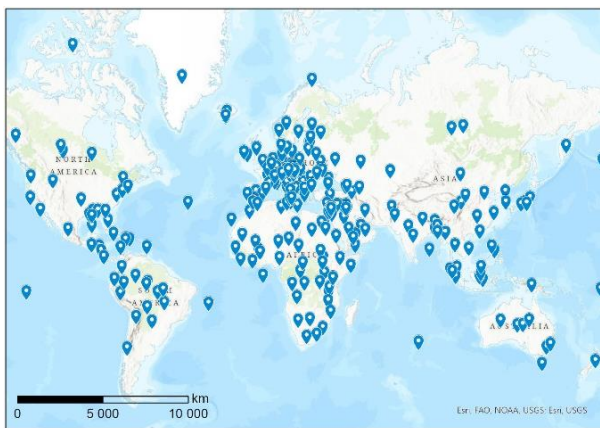 NORTH
AMERICA
ASIA
AFRICA
AUSTRALIA
km
0 5 000 10 000
Esri, FAO, NOAA, USGS; Esri, USGS